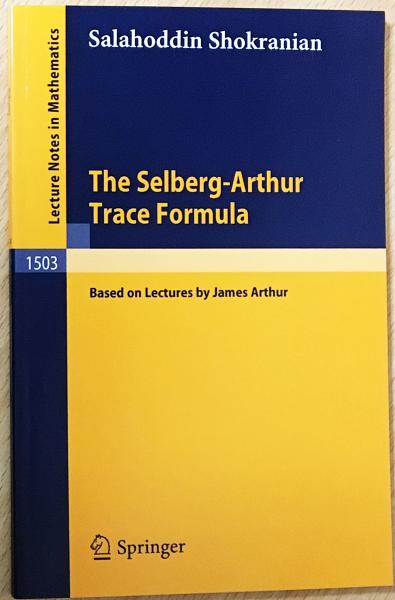 Salahoddin Shokranian
Lecture Notes in Mathematics
The Selberg-Arthur
Trace Formula
1503
Based on Lectures by James Arthur
Springer